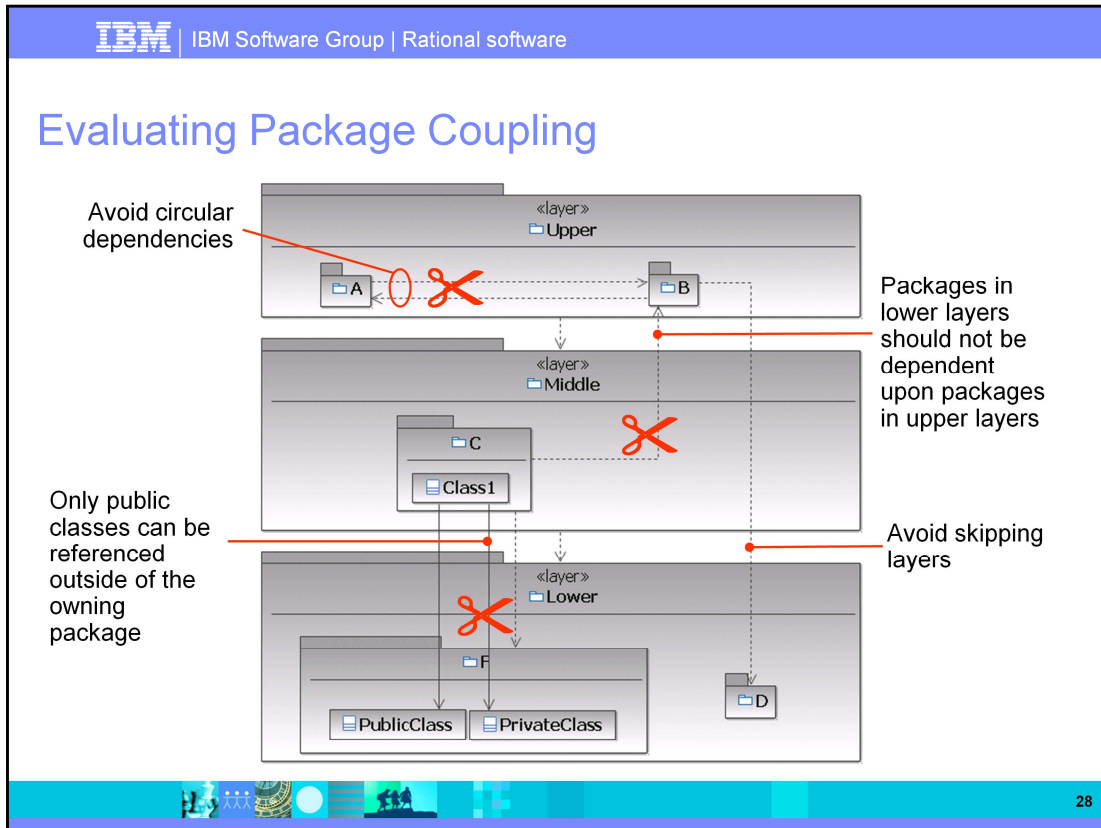 IBM | IBM Software Group | Rational software
Evaluating Package Coupling
Avoid circular
dependencies
«layer»
Upper
A
B
Packages in
lower layers
should not be
dependent
upon packages
in upper layers
«layer»
Middle
C
Class1
Only public
classes can be
referenced
outside of the
owning
package
Avoid skipping
layers
«layer»
Lower
F
D
PublicClass
PrivateClass
28